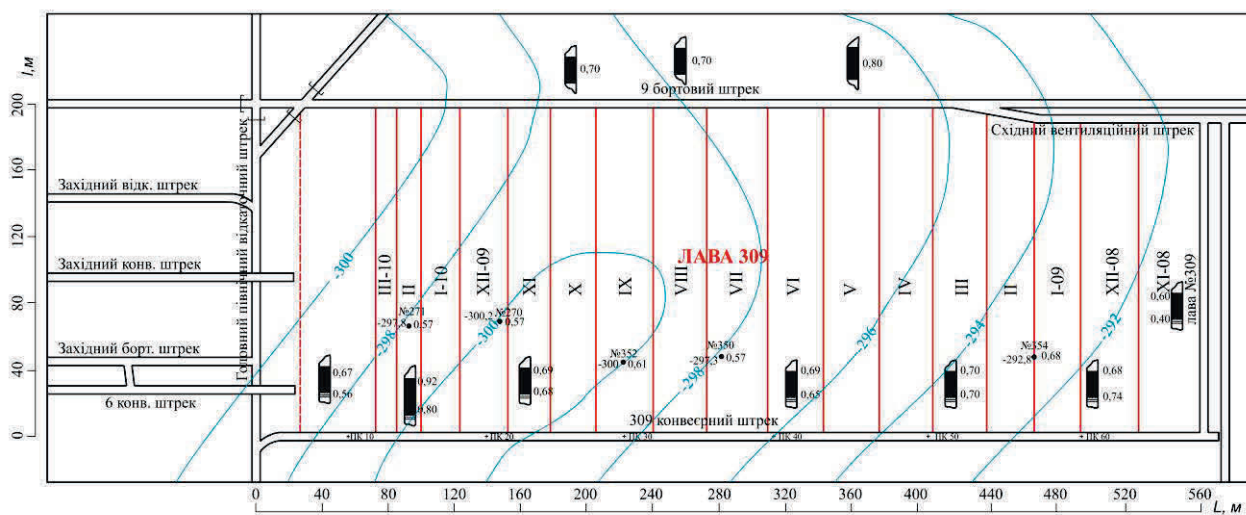 l, м
200
160
120
80
40
0
0,70
0,70
0,80
9 бортовий штрек
Східний вентиляційний штрек
Головний північний відкаточний штрек
Західний відк. штрек
Західний конв. штрек
Західний борт. штрек
6 конв. штрек
ЛАВА 309
-300
-298
-300
-298
-296
-294
-292
III-10
II
I-10
XII-09
XI
X
IX
VIII
VII
VI
V
IV
III
II
I-09
XII-08
XI-08
лава №309
0,60
0,40
№271
-297,8 0,57
№270
-300,2 0,57
№352
-300 0,61
№350
-297,3 0,57
№354
-292,8 0,68
0,67
0,56
0,92
0,80
0,69
0,68
0,69
0,65
0,70
0,70
0,68
0,74
309 конвеєрний штрек
ПК 10
ПК 20
ПК 30
ПК 40
ПК 50
ПК 60
0 40 80 120 160 200 240 280 320 360 400 440 480 520 560
L, м